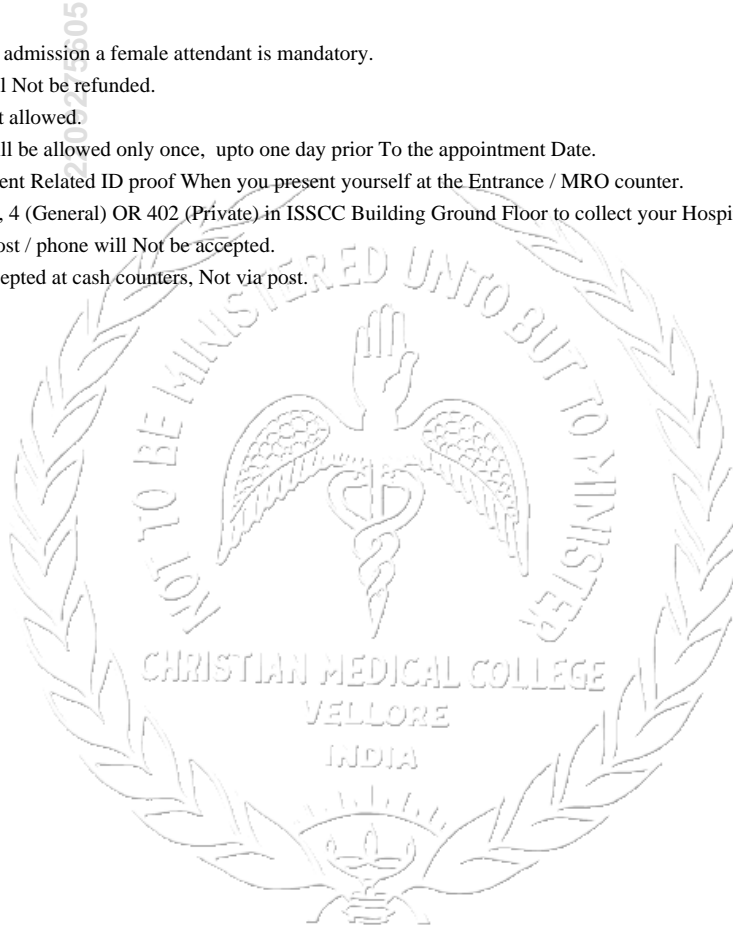 2209275605
admission a female attendant is mandatory.
l Not be refunded.
t allowed.
ll be allowed only once, upto one day prior To the appointment Date.
ent Related ID proof When you present yourself at the Entrance / MRO counter.
, 4 (General) OR 402 (Private) in ISSCC Building Ground Floor to collect your Hospi
ost / phone will Not be accepted.
epted at cash counters, Not via post.
NOT TO BE MINISTERED UNTO BUT TO MINISTER
CHRISTIAN MEDICAL COLLEGE
VELLORE
INDIA